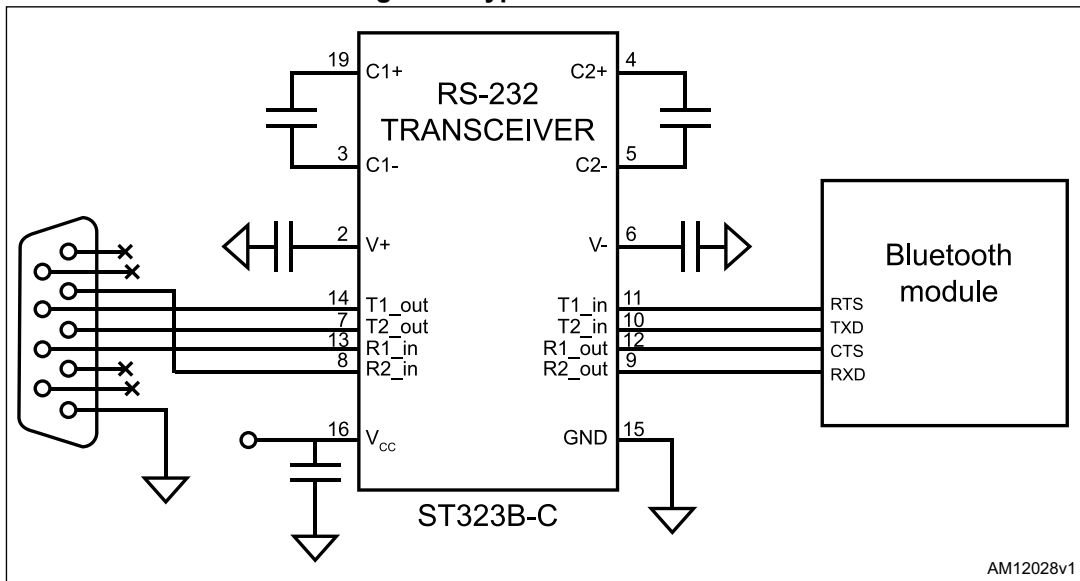 19 C1+ C2+ 4
RS-232
TRANSCEIVER
3 C1- C2- 5
2 V+ V- 6
Bluetooth
module
14 T1_out T1_in 11 RTS
7 T2_out T2_in 10 TXD
13 R1_in R1_out 12 CTS
8 R2_in R2_out 9 RXD
16 VCC GND 15
ST323B-C
AM12028v1